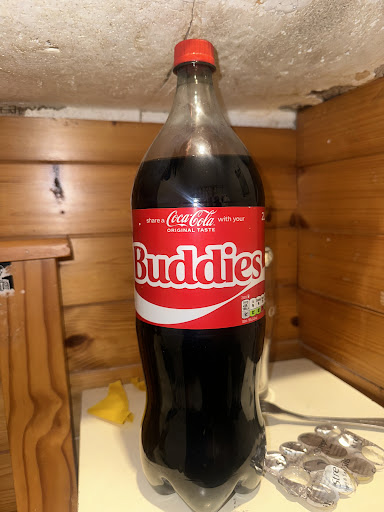 share a Coca-Cola with your
ORIGINAL TASTE
Buddies